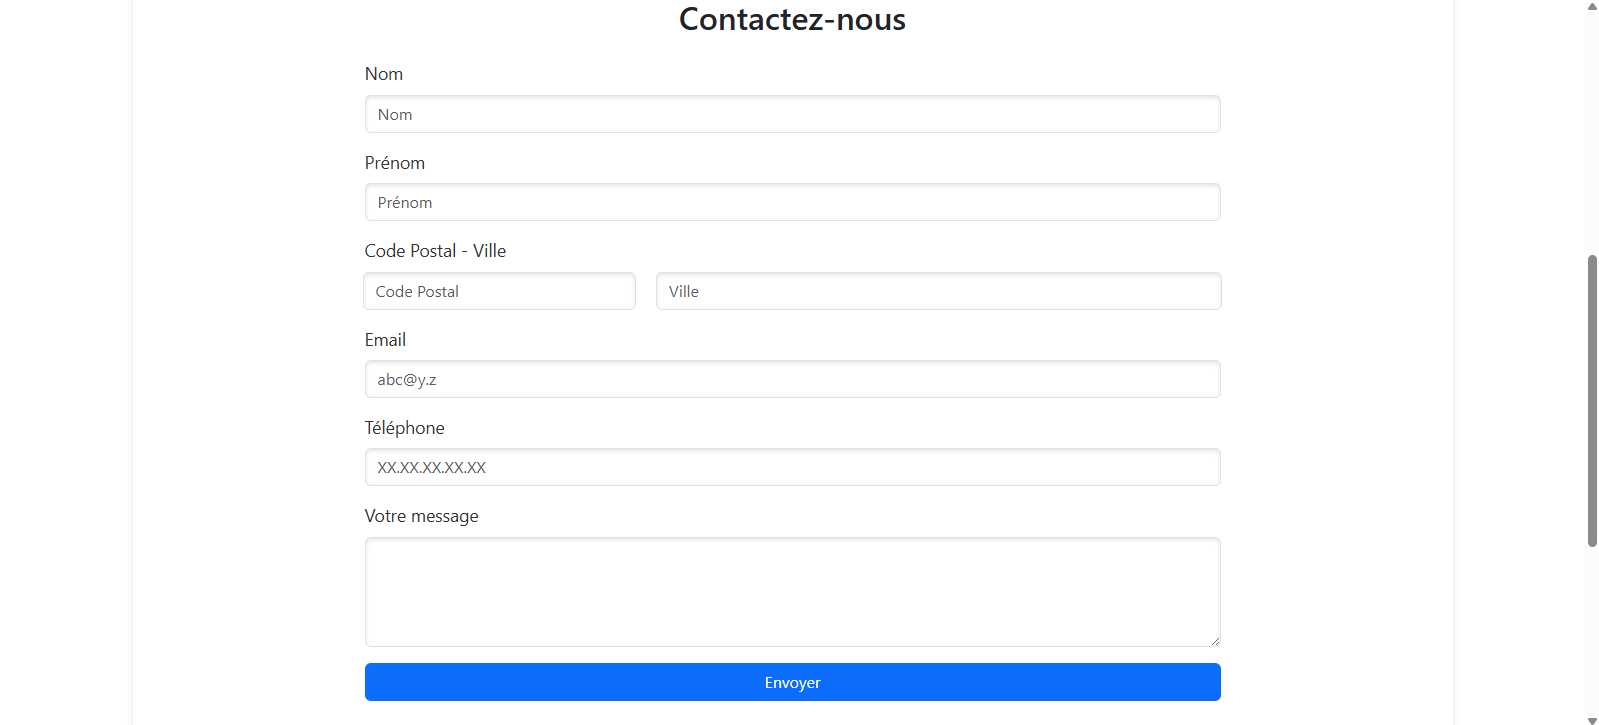 Contactez-nous
Nom
Nom
Prénom
Prénom
Code Postal - Ville
Code Postal Ville
Email
abc@y.z
Téléphone
XX.XX.XX.XX.XX
Votre message
Envoyer